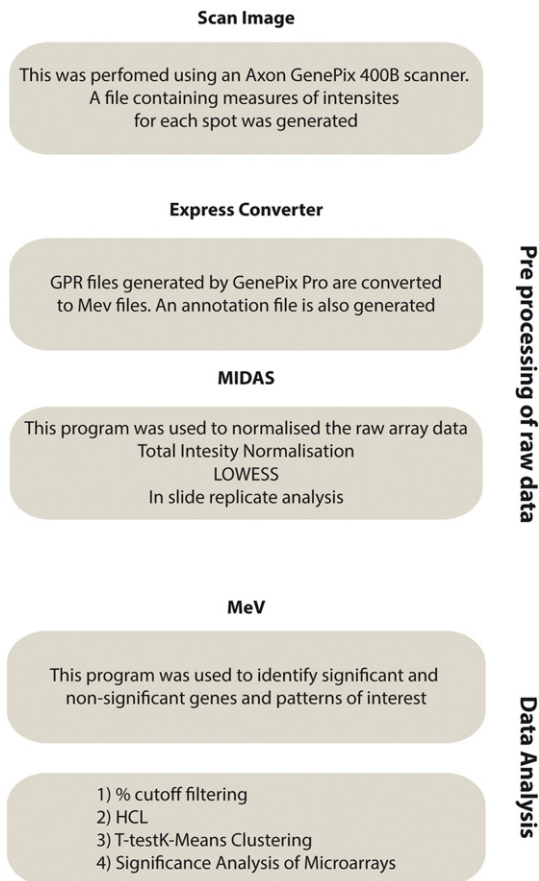 Scan Image
This was perfomed using an Axon GenePix 400B scanner.
A file containing measures of intensites
for each spot was generated
Express Converter
GPR files generated by GenePix Pro are converted
to Mev files. An annotation file is also generated
MIDAS
This program was used to normalised the raw array data
Total Intesity Normalisation
LOWESS
In slide replicate analysis
Pre processing of raw data
MeV
This program was used to identify significant and
non-significant genes and patterns of interest
1) % cutoff filtering
2) HCL
3) T-testK-Means Clustering
4) Significance Analysis of Microarrays
Data Analysis